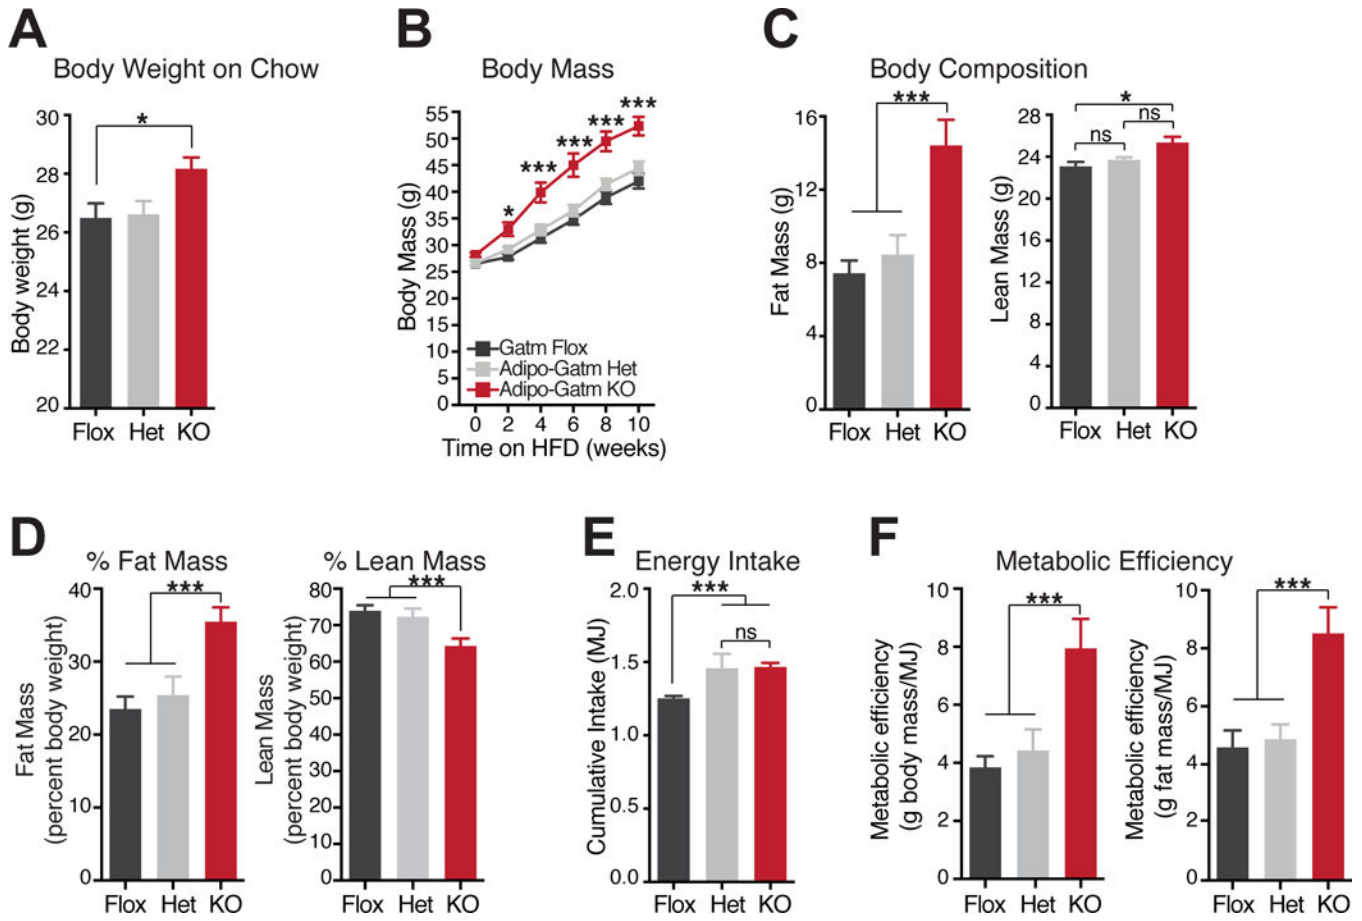 A
Body Weight on Chow
Body weight (g)
30
28
26
24
22
20
*
Flox Het KO
B
Body Mass
Body Mass (g)
55
50
45
40
35
30
25
20
15
10
5
0
*
***
***
***
***
Gatm Flox
Adipo-Gatm Het
Adipo-Gatm KO
0 2 4 6 8 10
Time on HFD (weeks)
C
Body Composition
Fat Mass (g)
16
12
8
4
0
***
Flox Het KO
Lean Mass (g)
28
24
20
16
12
8
4
0
*
ns
ns
Flox Het KO
D
% Fat Mass
Fat Mass
(percent body weight)
40
30
20
10
0
***
Flox Het KO
% Lean Mass
Lean Mass
(percent body weight)
80
70
60
50
40
30
20
10
0
***
Flox Het KO
E
Energy Intake
Cumulative Intake (MJ)
2.0
1.5
1.0
0.5
0.0
***
ns
Flox Het KO
F
Metabolic Efficiency
Metabolic efficiency
(g body mass/MJ)
10
8
6
4
2
0
***
Flox Het KO
Metabolic efficiency
(g fat mass/MJ)
10
8
6
4
2
0
***
Flox Het KO